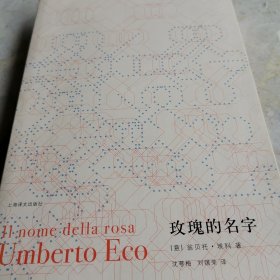 上海译文出版社
Il nome della rosa
Umberto Eco
玫瑰的名字
[意] 翁贝托·埃科 著
沈萼梅 刘锡荣 译